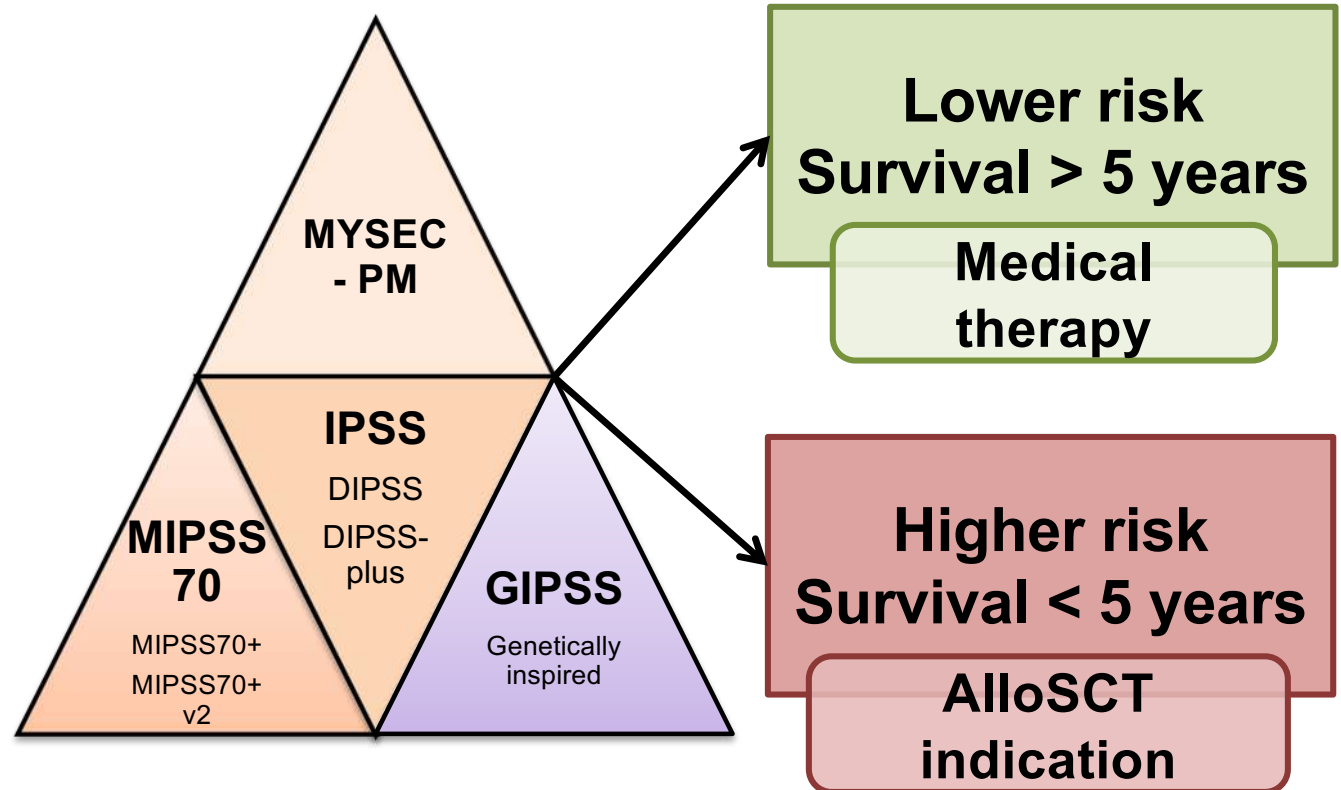 MYSEC
- PM
IPSS
DIPSS
DIPSS-
plus
MIPSS
70
MIPSS70+
MIPSS70+
v2
GIPSS
Genetically
inspired
Lower risk
Survival > 5 years
Medical
therapy
Higher risk
Survival < 5 years
AlloSCT
indication